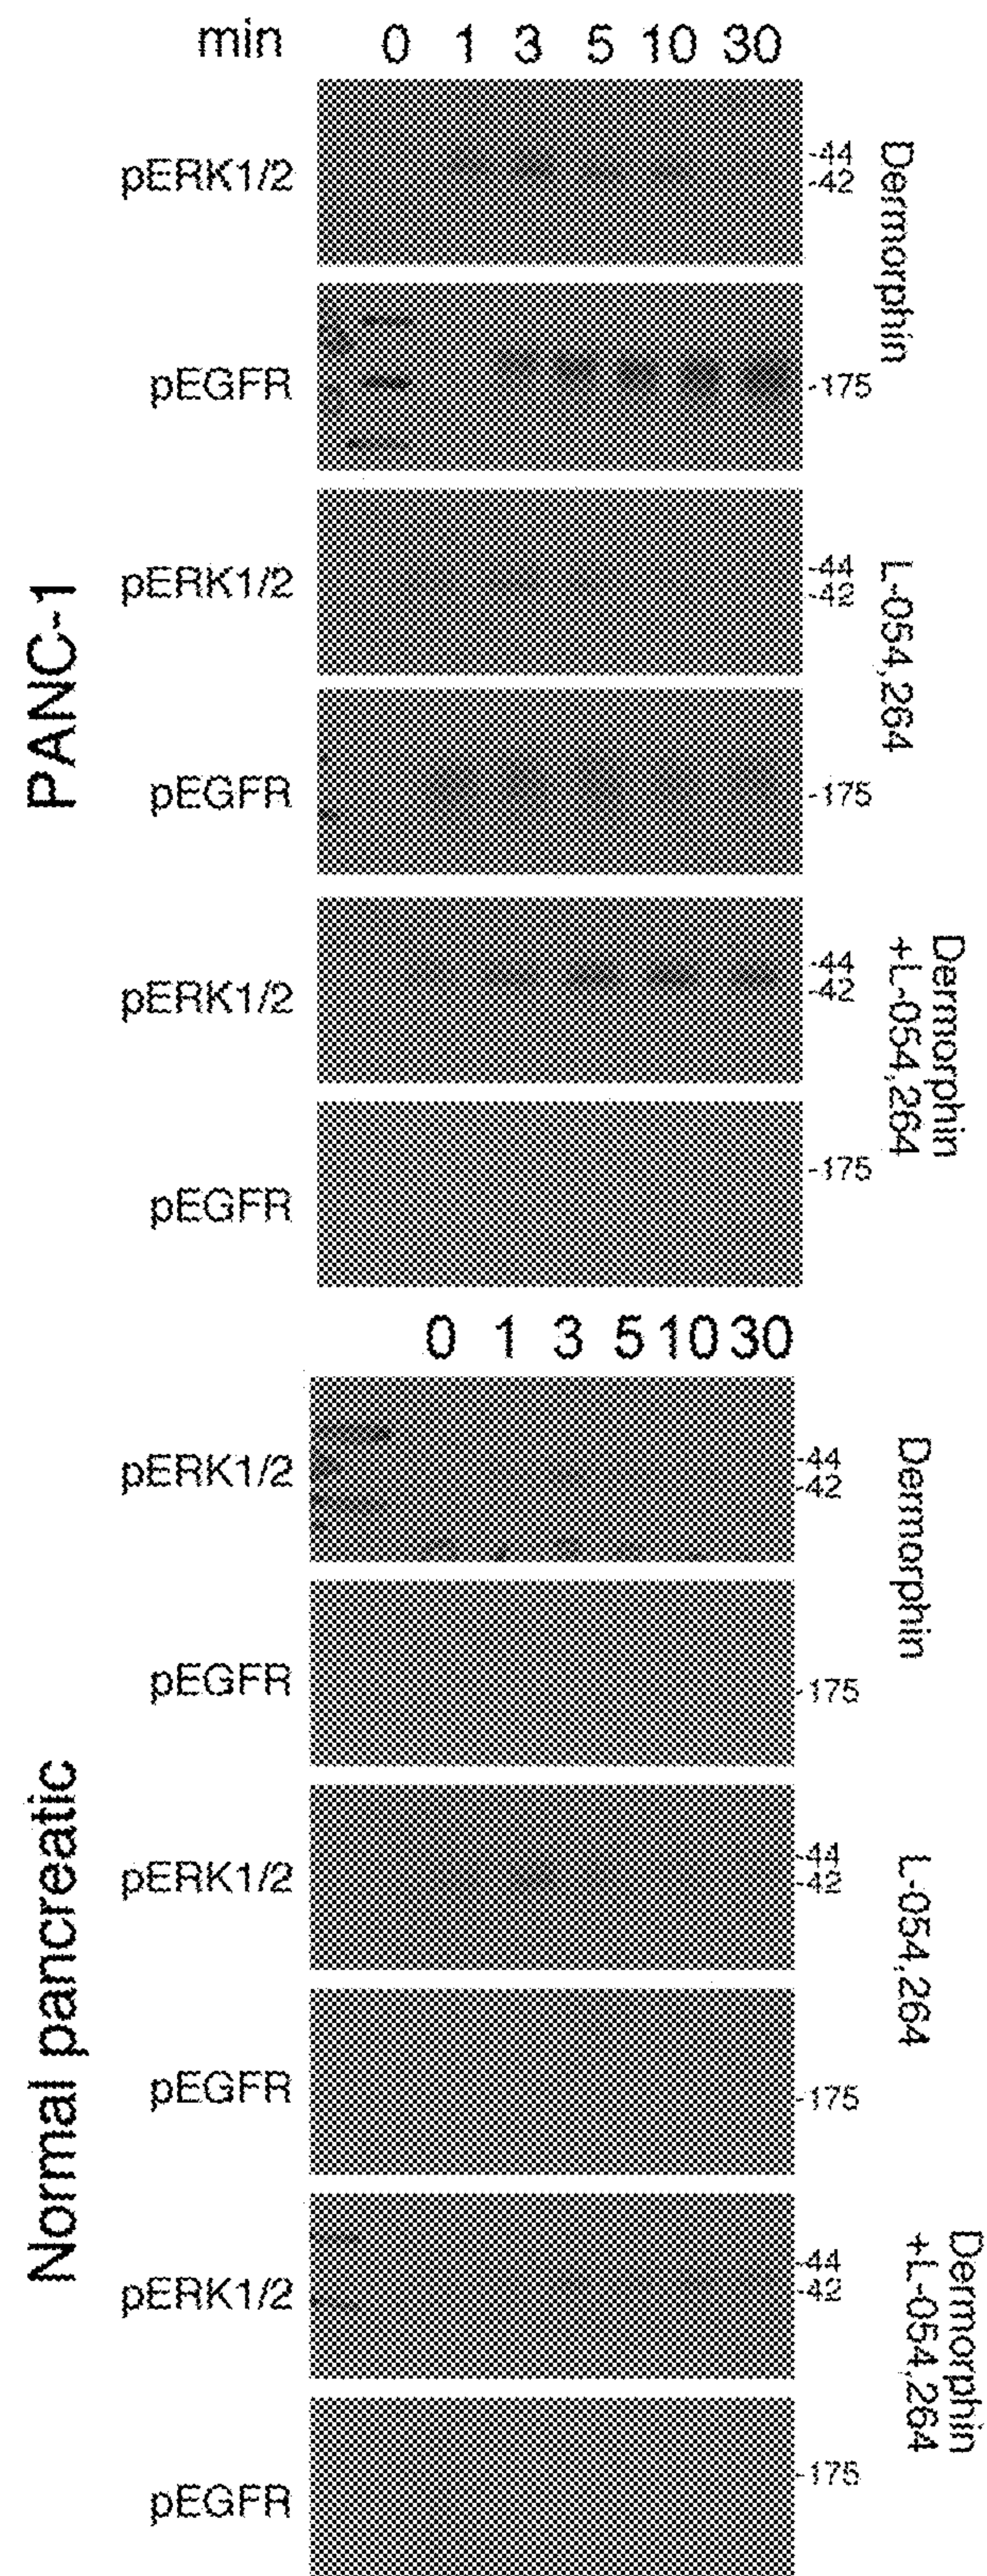 min 0 1 3 5 10 30
PANC-1
pERK1/2 -44
-42
Dermorphin
pEGFR -175
pERK1/2 -44
-42
L-054,264
pEGFR -175
pERK1/2 -44
-42
Dermorphin
+L-054,264
pEGFR -175
0 1 3 5 10 30
Normal pancreatic
pERK1/2 -44
-42
Dermorphin
pEGFR -175
pERK1/2 -44
-42
L-054,264
pEGFR -175
pERK1/2 -44
-42
Dermorphin
+L-054,264
pEGFR -175